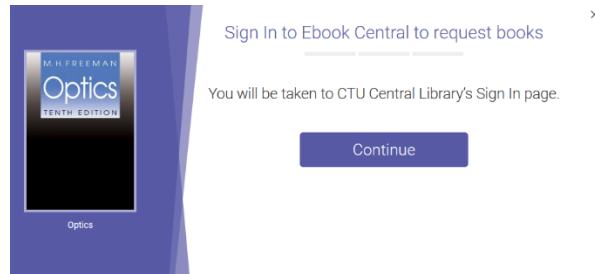 Sign In to Ebook Central to request books
You will be taken to CTU Central Library's Sign In page.
Continue
M.H.FREEMAN
Optics
TENTH EDITION
Optics